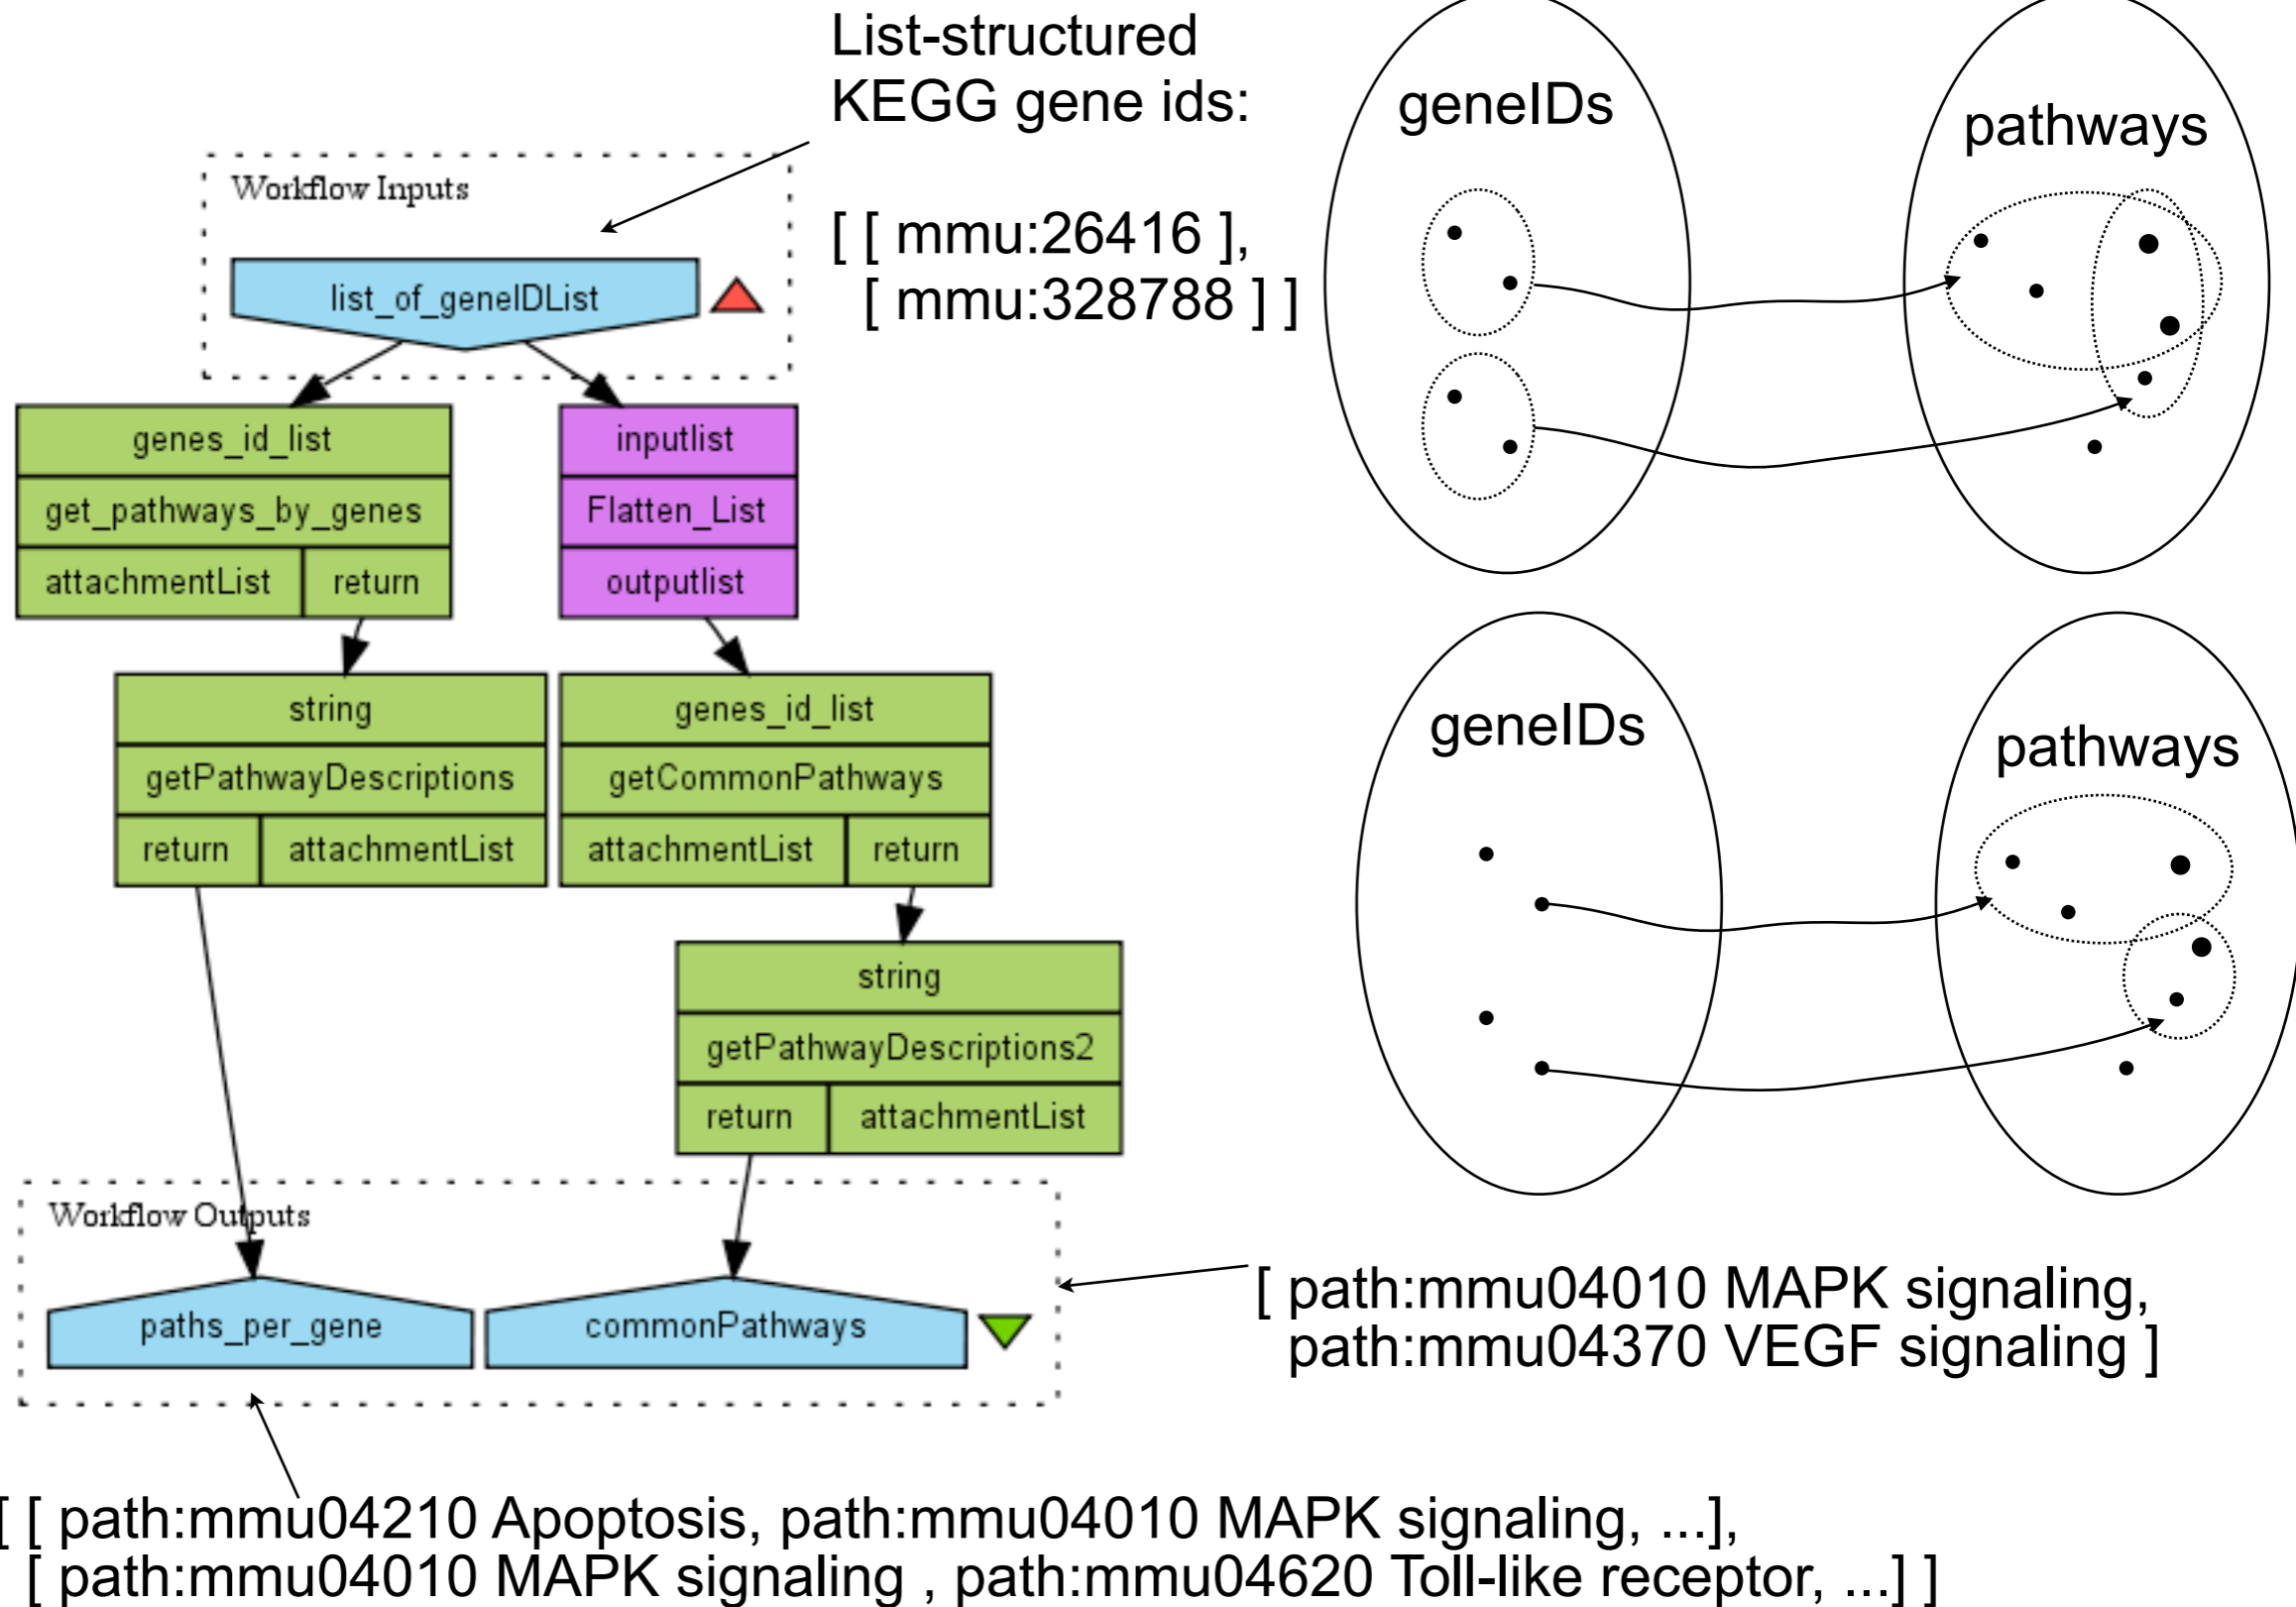 List-structured
KEGG gene ids:
[ [ mmu:26416 ],
[ mmu:328788 ] ]
Workflow Inputs
list_of_geneIDList
genes_id_list
get_pathways_by_genes
attachmentList return
inputlist
Flatten_List
outputlist
string
getPathwayDescriptions
return attachmentList
genes_id_list
getCommonPathways
attachmentList return
string
getPathwayDescriptions2
return attachmentList
Workflow Outputs
paths_per_gene
commonPathways
geneIDs
pathways
geneIDs
pathways
[ path:mmu04010 MAPK signaling,
path:mmu04370 VEGF signaling ]
[ [ path:mmu04210 Apoptosis, path:mmu04010 MAPK signaling, ...],
[ path:mmu04010 MAPK signaling , path:mmu04620 Toll-like receptor, ...] ]